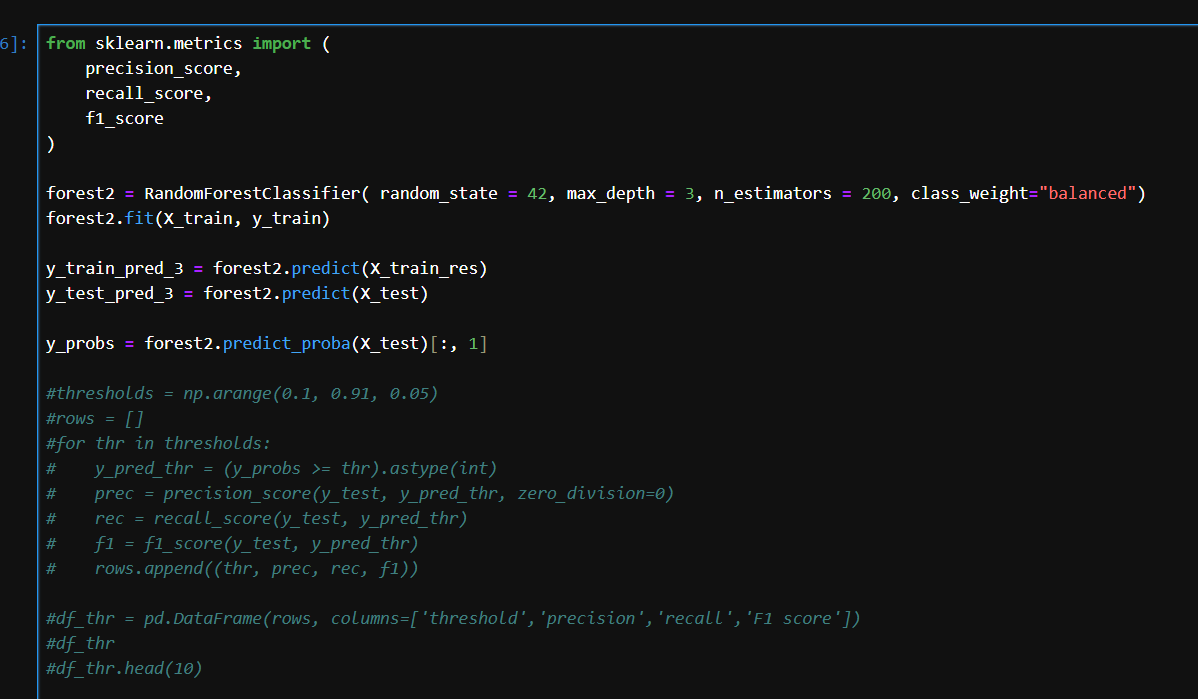 6]:
from sklearn.metrics import (
    precision_score,
    recall_score,
    f1_score
)
forest2 = RandomForestClassifier( random_state = 42, max_depth = 3, n_estimators = 200, class_weight="balanced")
forest2.fit(X_train, y_train)
y_train_pred_3 = forest2.predict(X_train_res)
y_test_pred_3 = forest2.predict(X_test)
y_probs = forest2.predict_proba(X_test)[:, 1]
#thresholds = np.arange(0.1, 0.91, 0.05)
#rows = []
#for thr in thresholds:
#    y_pred_thr = (y_probs >= thr).astype(int)
#    prec = precision_score(y_test, y_pred_thr, zero_division=0)
#    rec = recall_score(y_test, y_pred_thr)
#    f1 = f1_score(y_test, y_pred_thr)
#    rows.append((thr, prec, rec, f1))
#df_thr = pd.DataFrame(rows, columns=['threshold','precision','recall','F1 score'])
#df_thr
#df_thr.head(10)